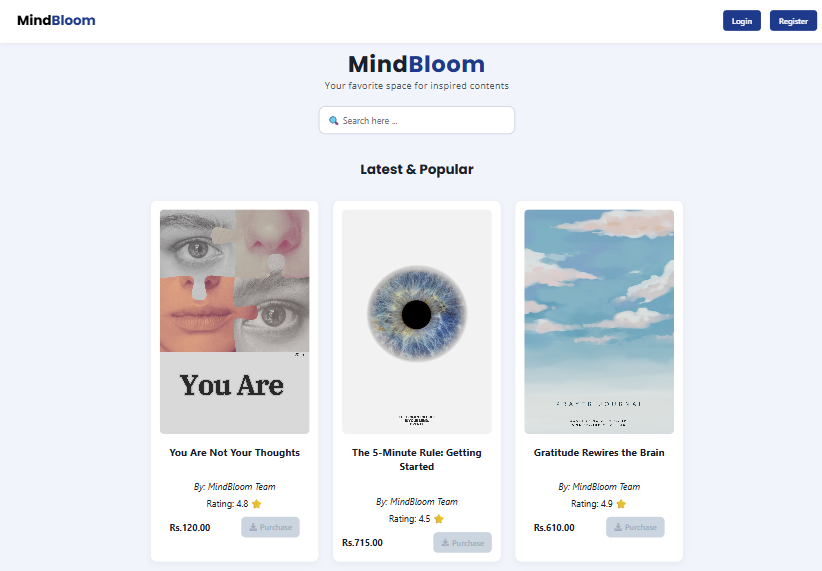 MindBloom
Login
Register
MindBloom
Your favorite space for inspired contents
Search here ...
Latest & Popular
You Are
PRAYER JOURNAL
You Are Not Your Thoughts
By: MindBloom Team
Rating: 4.8
Rs.120.00
Purchase
The 5-Minute Rule: Getting
Started
By: MindBloom Team
Rating: 4.5
Rs.715.00
Purchase
Gratitude Rewires the Brain
By: MindBloom Team
Rating: 4.9
Rs.610.00
Purchase